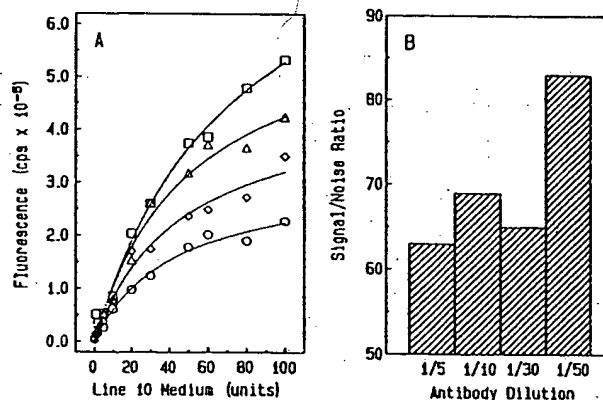 A
Fluorescence (cps x 10⁻⁵)
6.0
5.0
4.0
3.0
2.0
1.0
0.0
0 20 40 60 80 100
Line 10 Medium (units)
B
Signal/Noise Ratio
90
80
70
60
50
1/5 1/10 1/30 1/50
Antibody Dilution